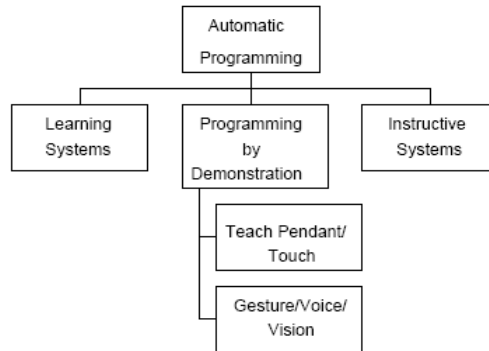 Automatic
Programming
Learning
Systems
Programming
by
Demonstration
Instructive
Systems
Teach Pendant/
Touch
Gesture/Voice/
Vision